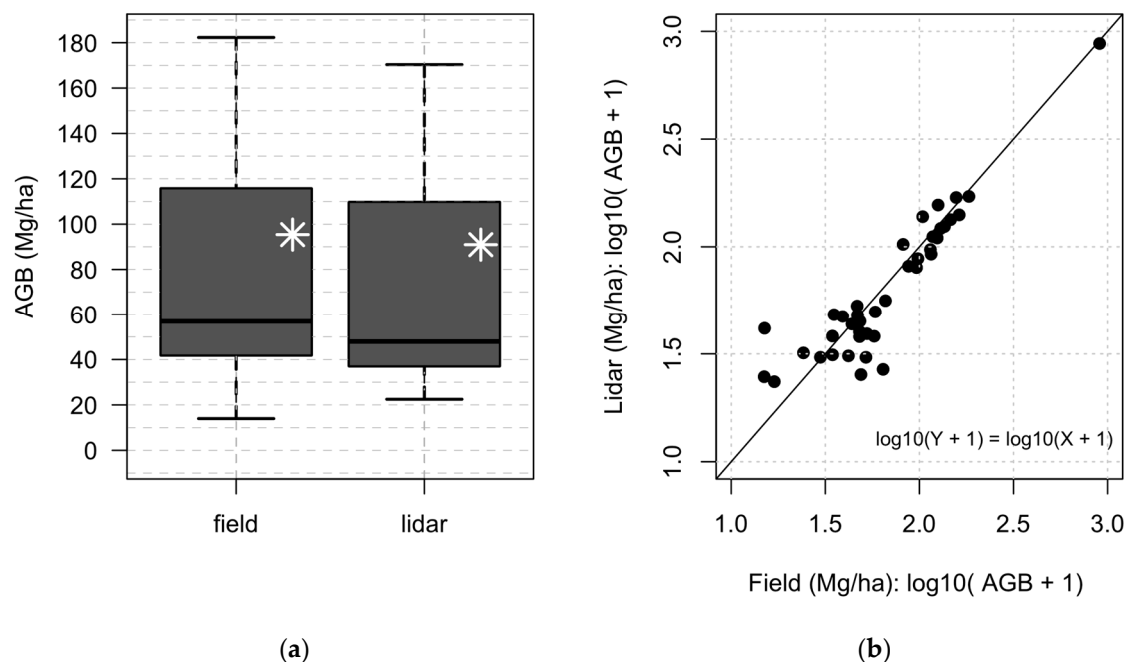 AGB (Mg/ha)
180
160
140
120
100
80
60
40
20
0
field lidar
(a)
Lidar (Mg/ha): log10( AGB + 1)
3.0
2.5
2.0
1.5
1.0
log10(Y + 1) = log10(X + 1)
1.0 1.5 2.0 2.5 3.0
Field (Mg/ha): log10( AGB + 1)
(b)